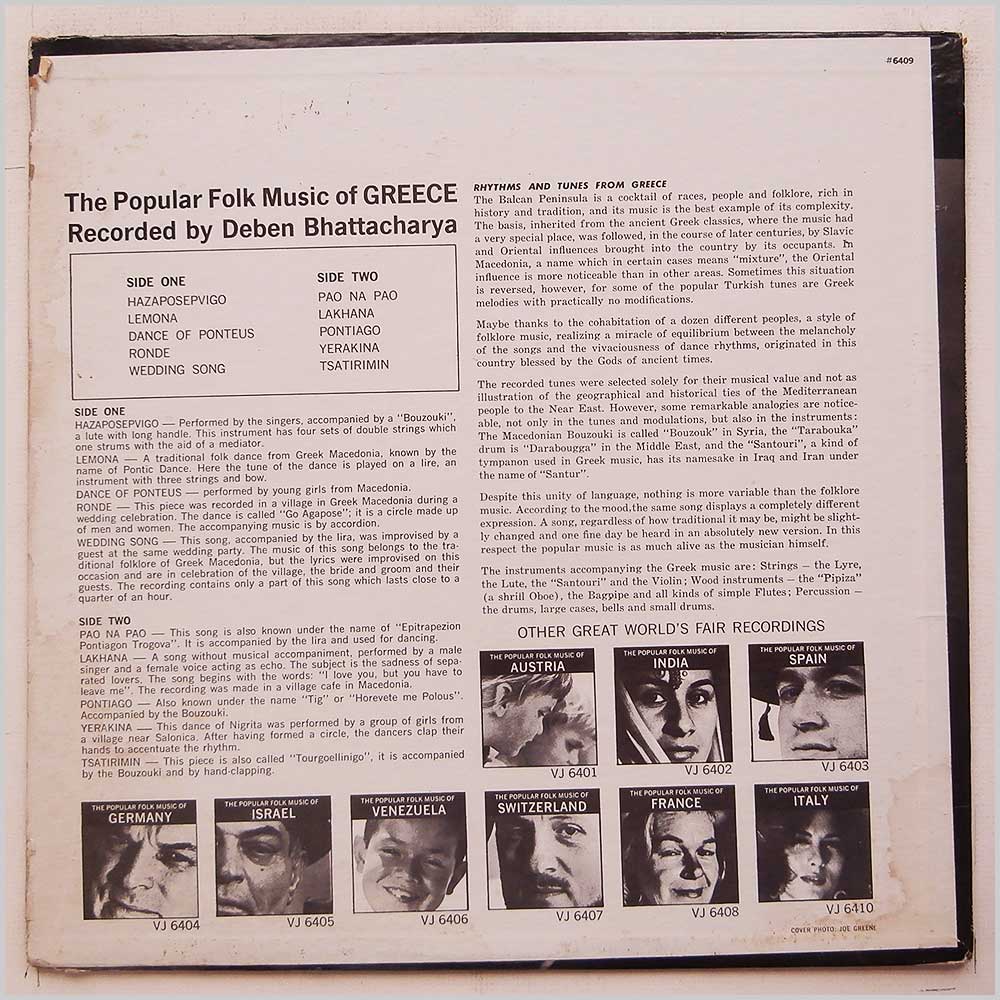 #6409
The Popular Folk Music of GREECE
Recorded by Deben Bhattacharya
SIDE ONE
HAZAPOSEPVIGO
LEMONA
DANCE OF PONTEUS
RONDE
WEDDING SONG
SIDE TWO
PAO NA PAO
LAKHANA
PONTIAGO
YERAKINA
TSATIRIMIN
SIDE ONE
HAZAPOSEPVIGO — Performed by the singers, accompanied by a "Bouzouki",
a lute with long handle. This instrument has four sets of double strings which
one strums with the aid of a mediator.
LEMONA — A traditional folk dance from Greek Macedonia, known by the
name of Pontic Dance. Here the tune of the dance is played on a lire, an
instrument with three strings and bow.
DANCE OF PONTEUS — performed by young girls from Macedonia.
RONDE — This piece was recorded in a village in Greek Macedonia during a
wedding celebration. The dance is called "Go Agapose"; it is a circle made up
of men and women. The accompanying music is by accordion.
WEDDING SONG — This song, accompanied by the lira, was improvised by a
guest at the same wedding party. The music of this song belongs to the tra-
ditional folklore of Greek Macedonia, but the lyrics were improvised on this
occasion and are in celebration of the village, the bride and groom and their
guests. The recording contains only a part of this song which lasts close to a
quarter of an hour.
SIDE TWO
PAO NA PAO — This song is also known under the name of "Epitrapezion
Pontiagon Trogova". It is accompanied by the lira and used for dancing.
LAKHANA — A song without musical accompaniment, performed by a male
singer and a female voice acting as echo. The subject is the sadness of sepa-
rated lovers. The song begins with the words: "I love you, but you have to
leave me". The recording was made in a village cafe in Macedonia.
PONTIAGO — Also known under the name "Tig" or "Horevete me Polous".
Accompanied by the Bouzouki.
YERAKINA — This dance of Nigrita was performed by a group of girls from
a village near Salonica. After having formed a circle, the dancers clap their
hands to accentuate the rhythm.
TSATIRIMIN — This piece is also called "Tourgoellinigo", it is accompanied
by the Bouzouki and by hand-clapping.
RHYTHMS AND TUNES FROM GREECE
The Balcan Peninsula is a cocktail of races, people and folklore, rich in
history and tradition, and its music is the best example of its complexity.
The basis, inherited from the ancient Greek classics, where the music had
a very special place, was followed, in the course of later centuries, by Slavic
and Oriental influences brought into the country by its occupants. In
Macedonia, a name which in certain cases means "mixture", the Oriental
influence is more noticeable than in other areas. Sometimes this situation
is reversed, however, for some of the popular Turkish tunes are Greek
melodies with practically no modifications.
Maybe thanks to the cohabitation of a dozen different peoples, a style of
folklore music, realizing a miracle of equilibrium between the melancholy
of the songs and the vivaciousness of dance rhythms, originated in this
country blessed by the Gods of ancient times.
The recorded tunes were selected solely for their musical value and not as
illustration of the geographical and historical ties of the Mediterranean
people to the Near East. However, some remarkable analogies are notice-
able, not only in the tunes and modulations, but also in the instruments:
The Macedonian Bouzouki is called "Bouzouk" in Syria, the "Tarabouka"
drum is "Darabougga" in the Middle East, and the "Santouri", a kind of
tympanon used in Greek music, has its namesake in Iraq and Iran under
the name of "Santur".
Despite this unity of language, nothing is more variable than the folklore
music. According to the mood, the same song displays a completely different
expression. A song, regardless of how traditional it may be, might be slight-
ly changed and one fine day be heard in an absolutely new version. In this
respect the popular music is as much alive as the musician himself.
The instruments accompanying the Greek music are: Strings – the Lyre,
the Lute, the "Santouri" and the Violin; Wood instruments – the "Pipiza"
(a shrill Oboe), the Bagpipe and all kinds of simple Flutes; Percussion –
the drums, large cases, bells and small drums.
OTHER GREAT WORLD'S FAIR RECORDINGS
THE POPULAR FOLK MUSIC OF
AUSTRIA
VJ 6401
THE POPULAR FOLK MUSIC OF
INDIA
VJ 6402
THE POPULAR FOLK MUSIC OF
SPAIN
VJ 6403
THE POPULAR FOLK MUSIC OF
GERMANY
VJ 6404
THE POPULAR FOLK MUSIC OF
ISRAEL
VJ 6405
THE POPULAR FOLK MUSIC OF
VENEZUELA
VJ 6406
THE POPULAR FOLK MUSIC OF
SWITZERLAND
VJ 6407
THE POPULAR FOLK MUSIC OF
FRANCE
VJ 6408
THE POPULAR FOLK MUSIC OF
ITALY
VJ 6410
COVER PHOTO: JOE GREENE